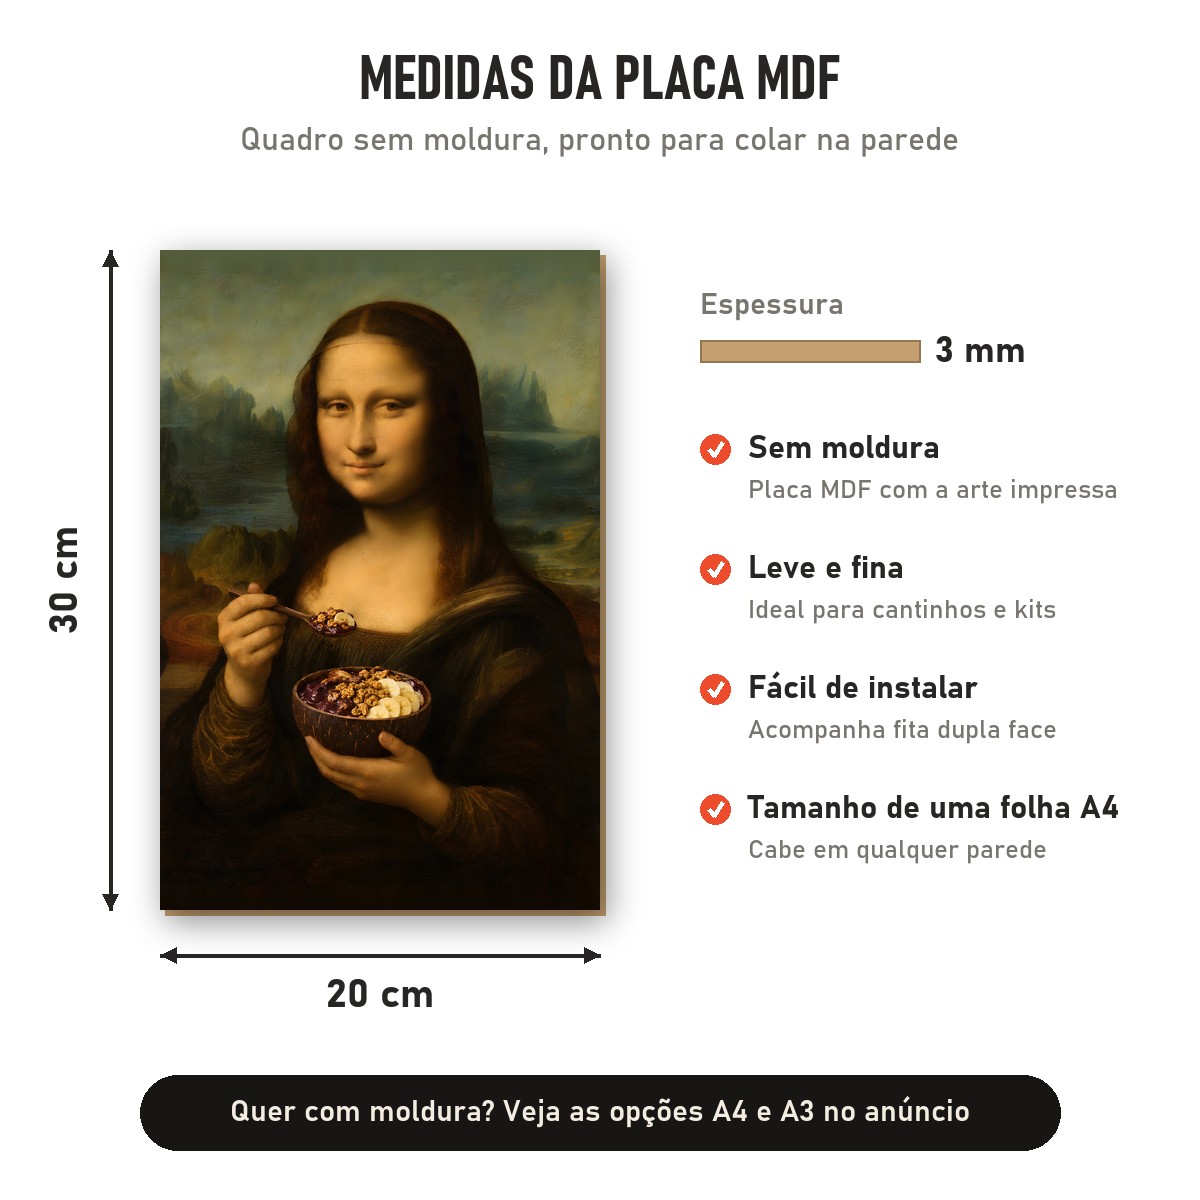 MEDIDAS DA PLACA MDF
Quadro sem moldura, pronto para colar na parede
30 cm
20 cm
Espessura
3 mm
Sem moldura
Placa MDF com a arte impressa
Leve e fina
Ideal para cantinhos e kits
Fácil de instalar
Acompanha fita dupla face
Tamanho de uma folha A4
Cabe em qualquer parede
Quer com moldura? Veja as opções A4 e A3 no anúncio